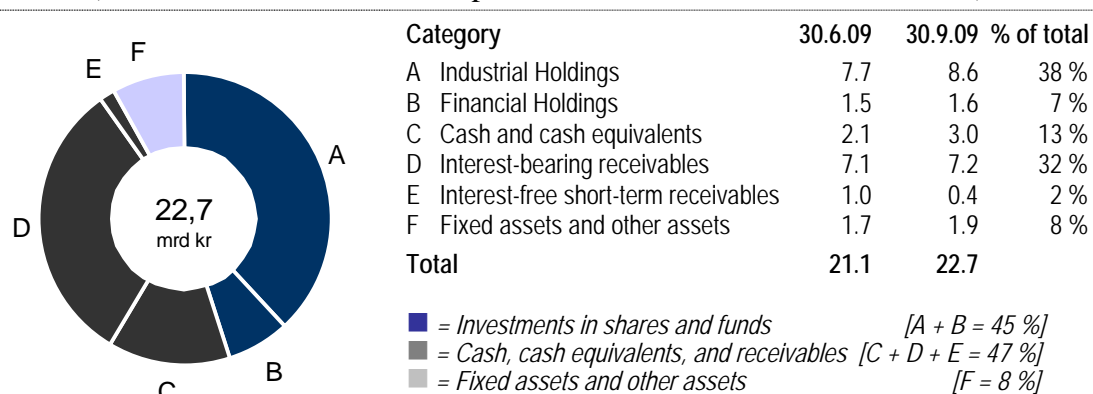 F
E
A
D
22,7
mrd kr
B
C
Category 30.6.09 30.9.09 % of total
A Industrial Holdings 7.7 8.6 38 %
B Financial Holdings 1.5 1.6 7 %
C Cash and cash equivalents 2.1 3.0 13 %
D Interest-bearing receivables 7.1 7.2 32 %
E Interest-free short-term receivables 1.0 0.4 2 %
F Fixed assets and other assets 1.7 1.9 8 %
Total 21.1 22.7
= Investments in shares and funds [A + B = 45 %]
= Cash, cash equivalents, and receivables [C + D + E = 47 %]
= Fixed assets and other assets [F = 8 %]